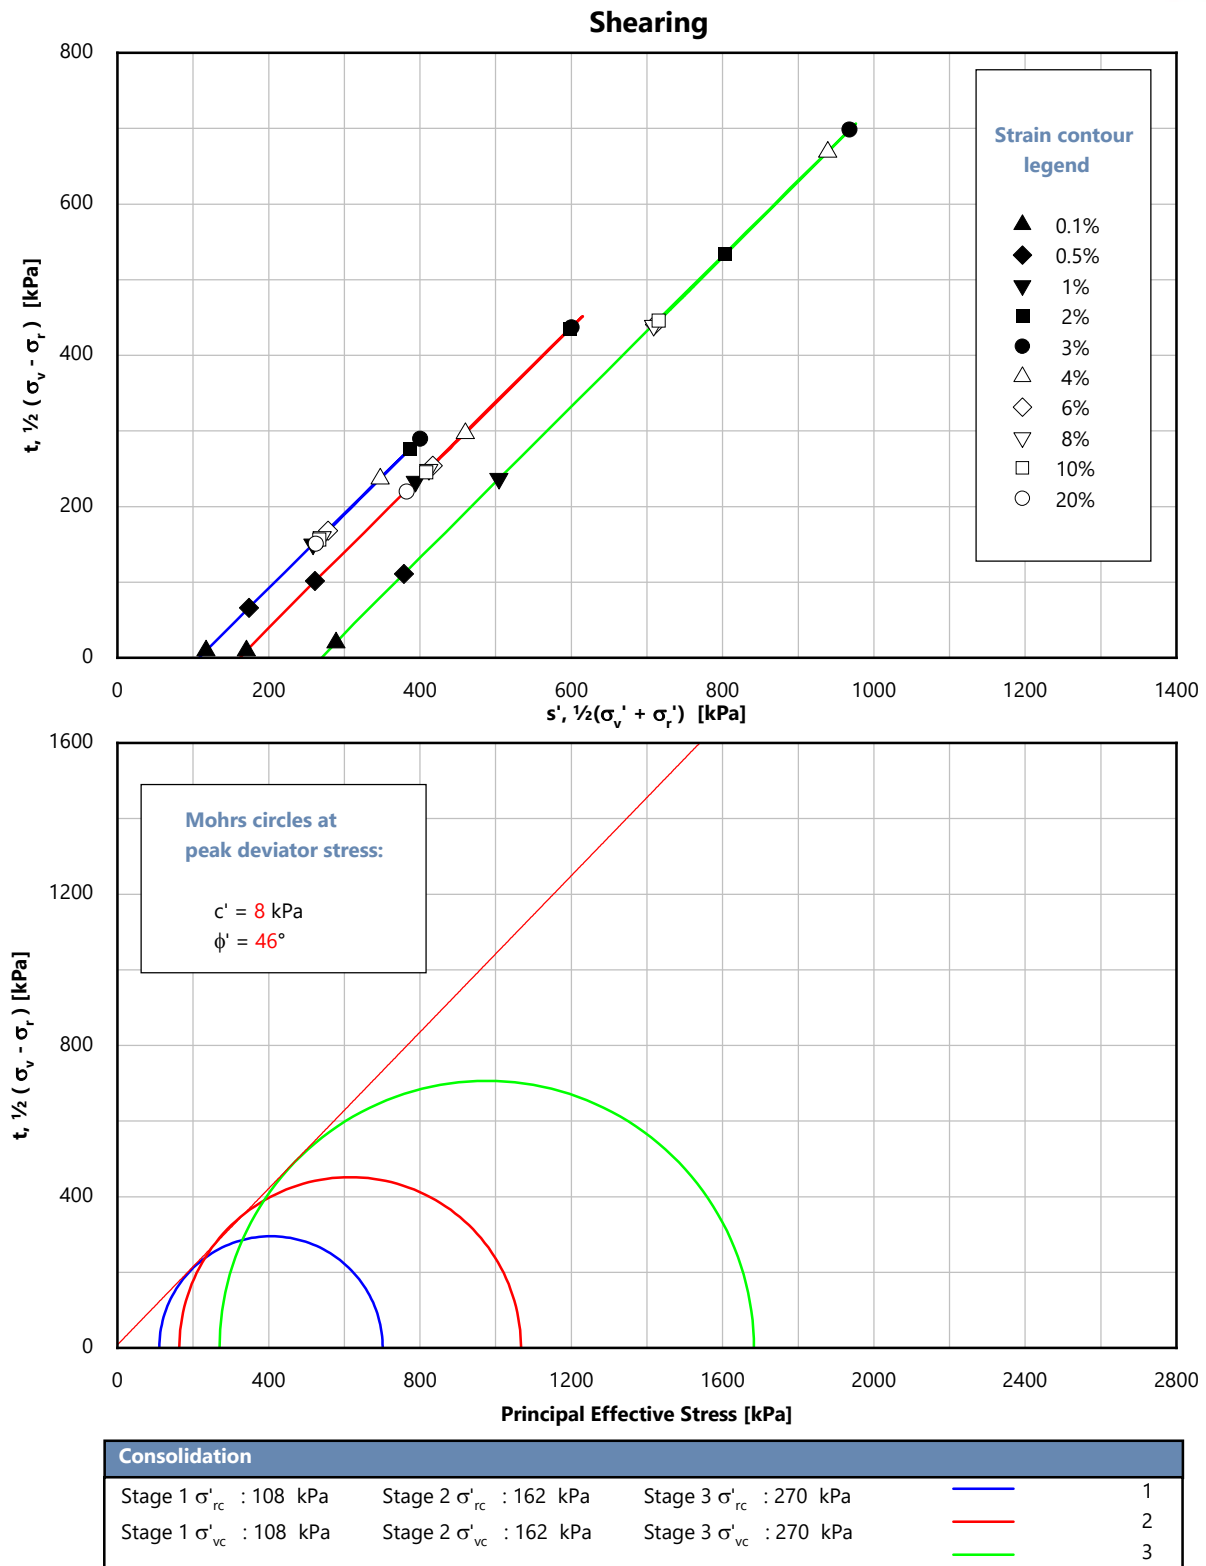 Shearing
800
600
400
200
0
t, ½ ( σv - σr ) [kPa]
Strain contour
legend
0.1%
0.5%
1%
2%
3%
4%
6%
8%
10%
20%
0 200 400 600 800 1000 1200 1400
s', ½(σv' + σr') [kPa]
1600
1200
800
400
0
t, ½ ( σv - σr ) [kPa]
Mohrs circles at
peak deviator stress:
c' = 8 kPa
ϕ' = 46°
0 400 800 1200 1600 2000 2400 2800
Principal Effective Stress [kPa]
Consolidation
Stage 1 σ'rc : 108 kPa Stage 2 σ'rc : 162 kPa Stage 3 σ'rc : 270 kPa 1
Stage 1 σ'vc : 108 kPa Stage 2 σ'vc : 162 kPa Stage 3 σ'vc : 270 kPa 2
3